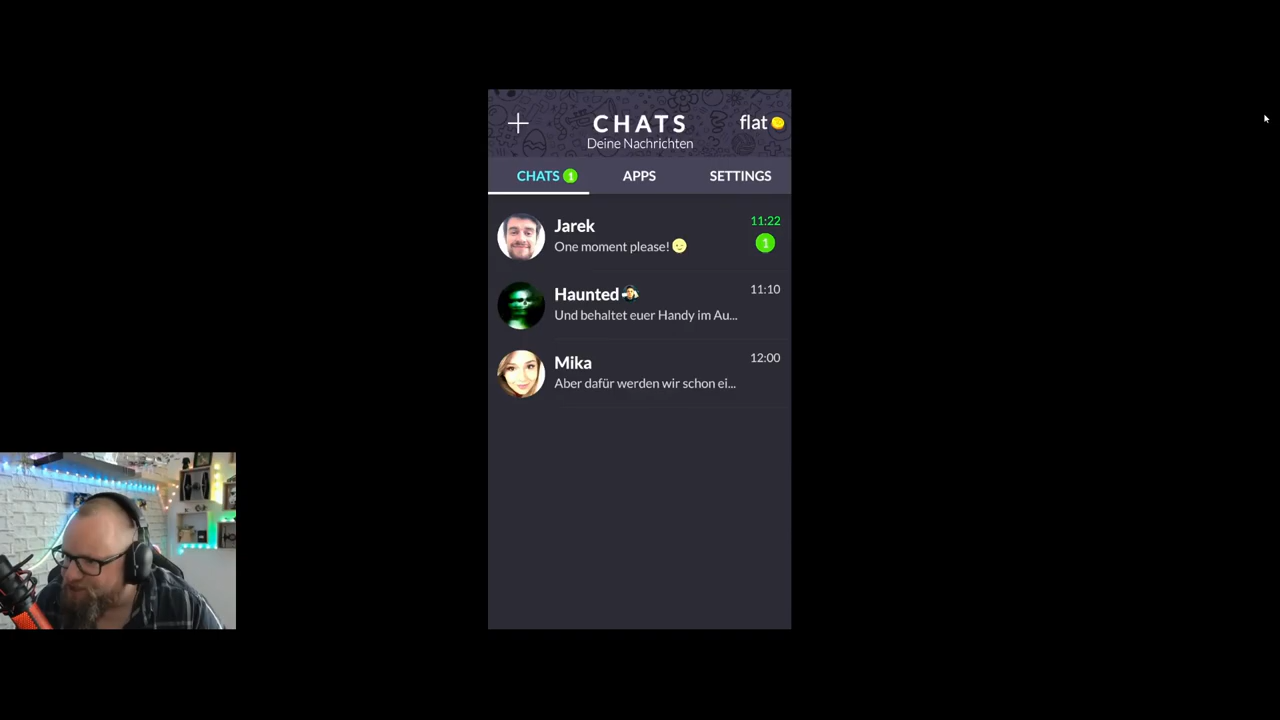 CHATS
flat
Deine Nachrichten
CHATS 1
APPS
SETTINGS
Jarek
11:22
One moment please!
1
Haunted
11:10
Und behaltet euer Handy im Au...
Mika
12:00
Aber dafür werden wir schon ei...